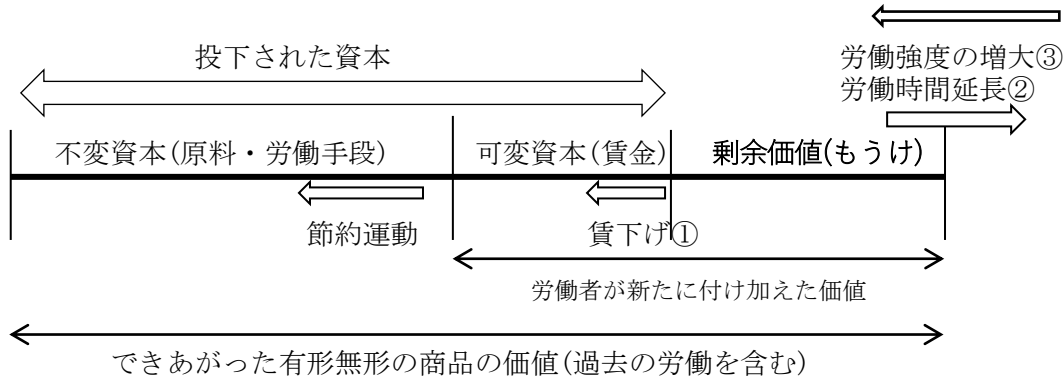 投下された資本
労働強度の増大③
労働時間延長②
不変資本(原料・労働手段)
可変資本(賃金)
剰余価値(もうけ)
節約運動
賃下げ①
労働者が新たに付け加えた価値
できあがった有形無形の商品の価値(過去の労働を含む)